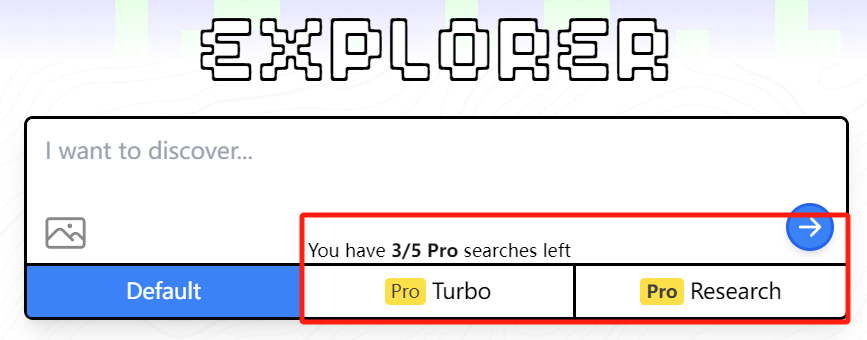 EXPLORER
I want to discover...
You have 3/5 Pro searches left
Default
Pro Turbo
Pro Research